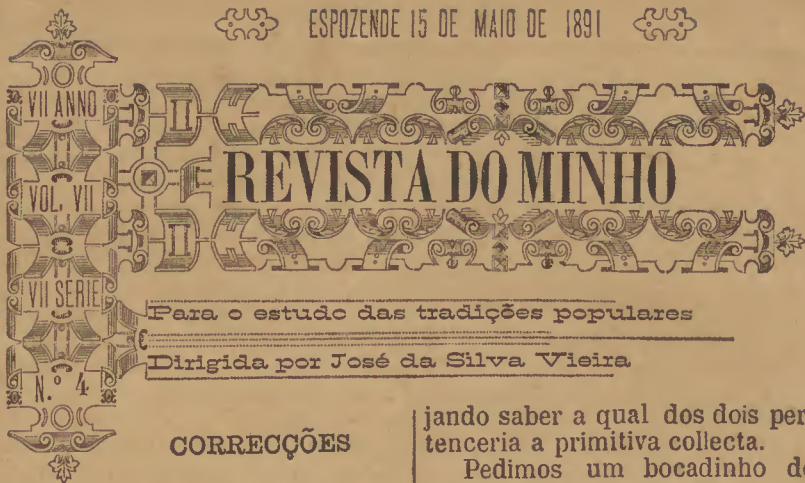 ESPOZENDE 15 DE MAIO DE 1891
VII ANNO
VOL. VII
VII SERIE
N.º 4
REVISTA DO MINHO
Para o estudo das tradições populares
Dirigida por José da Silva Vieira
CORRECÇÕES
jando saber a qual dos dois per
tenceria a primitiva collecta.
Pedimos um bocadinho de